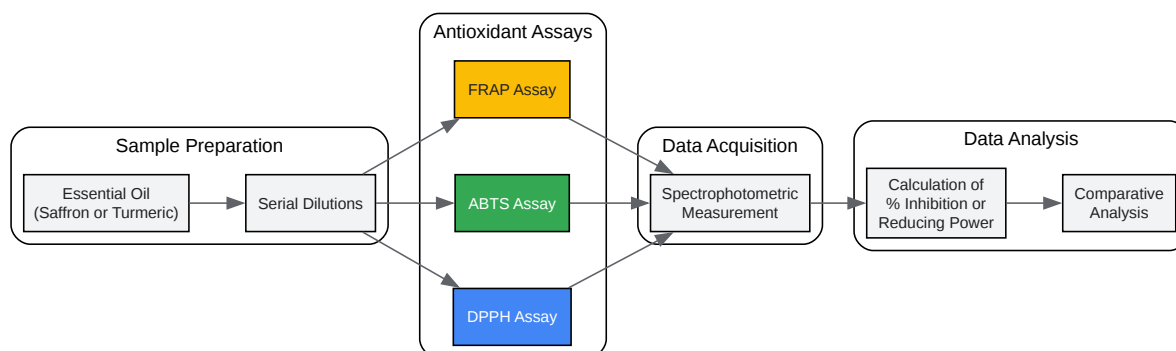 Antioxidant Assays
FRAP Assay
Sample Preparation
Data Acquisition
Data Analysis
Essential Oil
(Saffron or Turmeric)
Serial Dilutions
ABTS Assay
Spectrophotometric
Measurement
Calculation of
% Inhibition or
Reducing Power
Comparative
Analysis
DPPH Assay